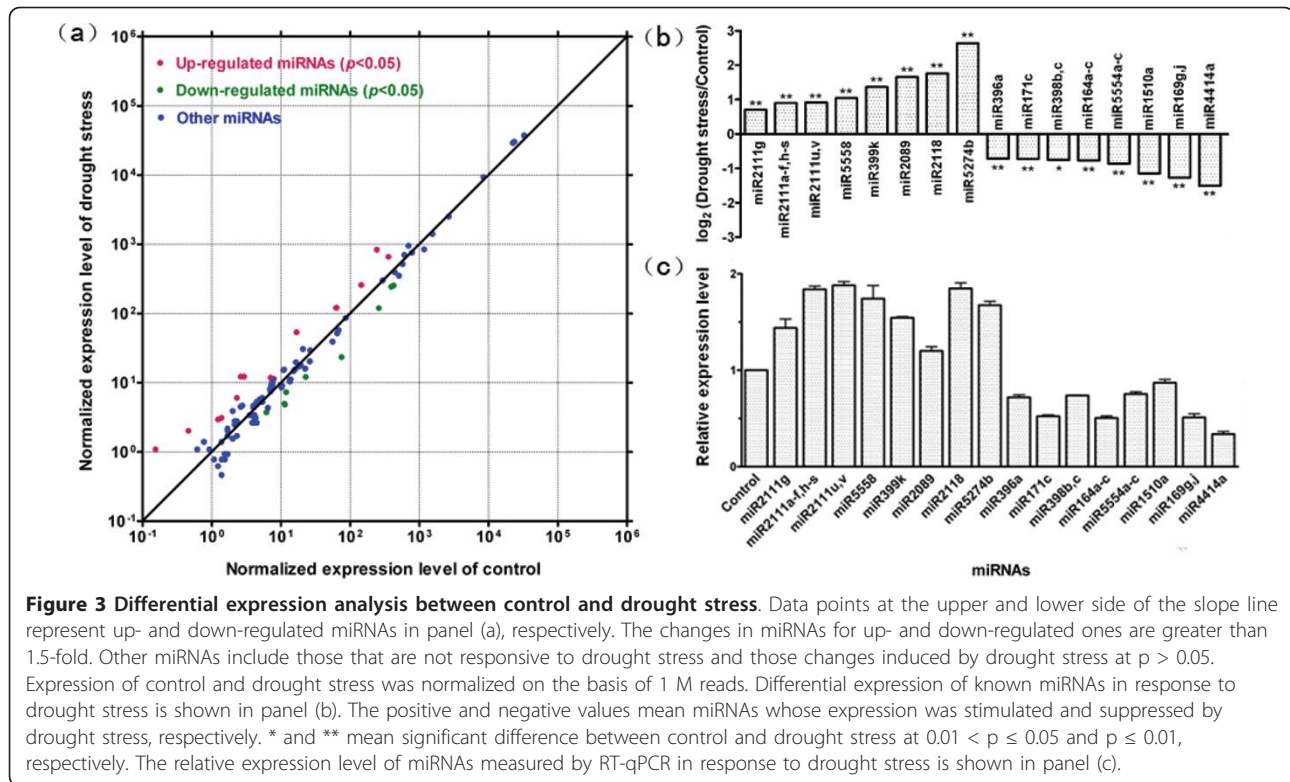 (a)
Up-regulated miRNAs (p<0.05)
Down-regulated miRNAs (p<0.05)
Other miRNAs
Normalized expression level of drought stress
10^6
10^5
10^4
10^3
10^2
10^1
10^0
10^-1
10^-1 10^0 10^1 10^2 10^3 10^4 10^5 10^6
Normalized expression level of control
(b)
log2 (Drought stress/Control)
3
2
1
0
-1
-2
-3
** ** ** ** ** ** ** **
miR2111g
miR2111a-f,h-s
miR2111u,v
miR5558
miR399k
miR2089
miR2118
miR5274b
miR396a
miR171c
miR398b,c
miR164a-c
miR5554a-c
miR1510a
miR169g,j
miR4414a
** ** * ** ** ** ** **
(c)
Relative expression level
2
1
0
Control
miR2111g
miR2111a-f,h-s
miR2111u,v
miR5558
miR399k
miR2089
miR2118
miR5274b
miR396a
miR171c
miR398b,c
miR164a-c
miR5554a-c
miR1510a
miR169g,j
miR4414a
miRNAs
Figure 3 Differential expression analysis between control and drought stress. Data points at the upper and lower side of the slope line
represent up- and down-regulated miRNAs in panel (a), respectively. The changes in miRNAs for up- and down-regulated ones are greater than
1.5-fold. Other miRNAs include those that are not responsive to drought stress and those changes induced by drought stress at p > 0.05.
Expression of control and drought stress was normalized on the basis of 1 M reads. Differential expression of known miRNAs in response to
drought stress is shown in panel (b). The positive and negative values mean miRNAs whose expression was stimulated and suppressed by
drought stress, respectively. * and ** mean significant difference between control and drought stress at 0.01 < p ≤ 0.05 and p ≤ 0.01,
respectively. The relative expression level of miRNAs measured by RT-qPCR in response to drought stress is shown in panel (c).